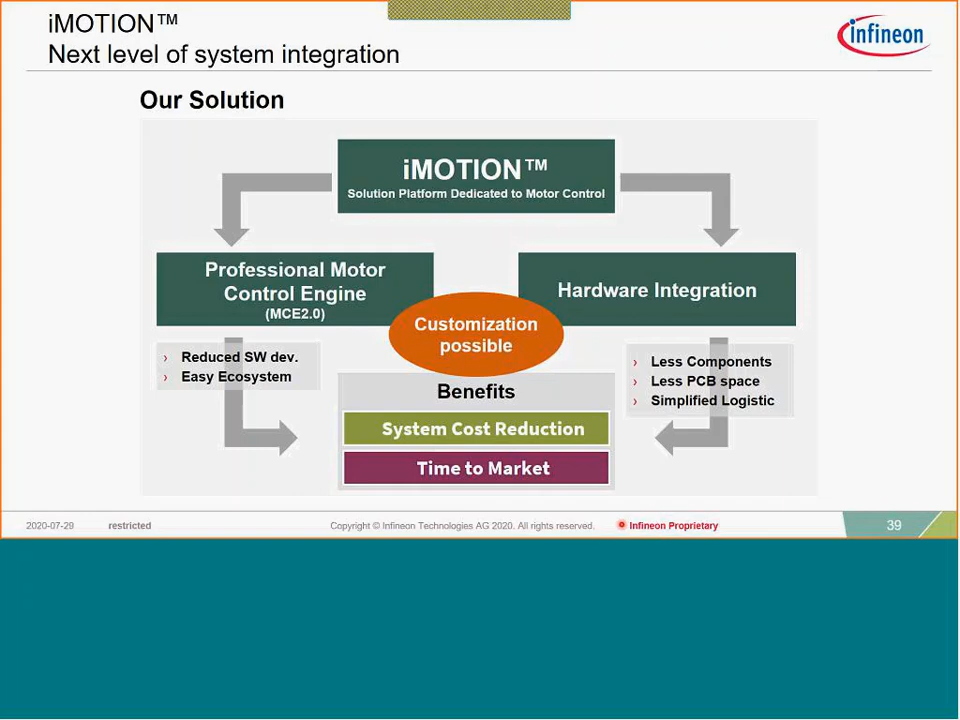 iMOTION™
Next level of system integration
infineon
Our Solution
iMOTION™
Solution Platform Dedicated to Motor Control
Professional Motor
Control Engine
(MCE2.0)
Hardware Integration
Customization
possible
› Reduced SW dev.
› Easy Ecosystem
› Less Components
› Less PCB space
› Simplified Logistic
Benefits
System Cost Reduction
Time to Market
2020-07-29 restricted Copyright © Infineon Technologies AG 2020. All rights reserved. Infineon Proprietary 39